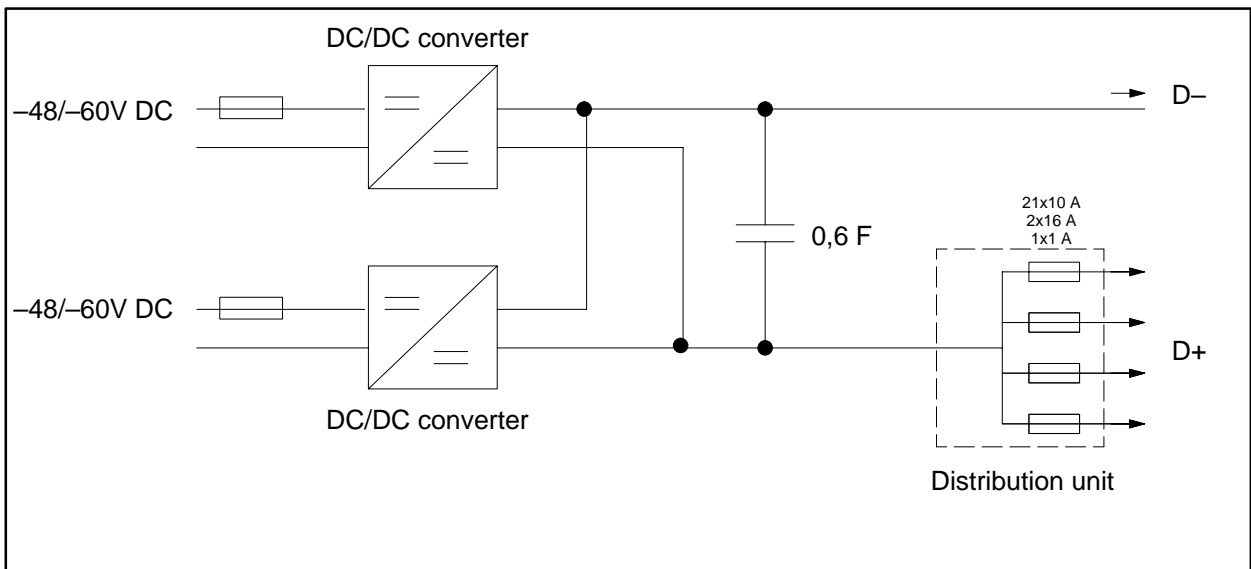 DC/DC converter
–48/–60V DC
D–
21x10 A
2x16 A
1x1 A
0,6 F
–48/–60V DC
D+
DC/DC converter
Distribution unit